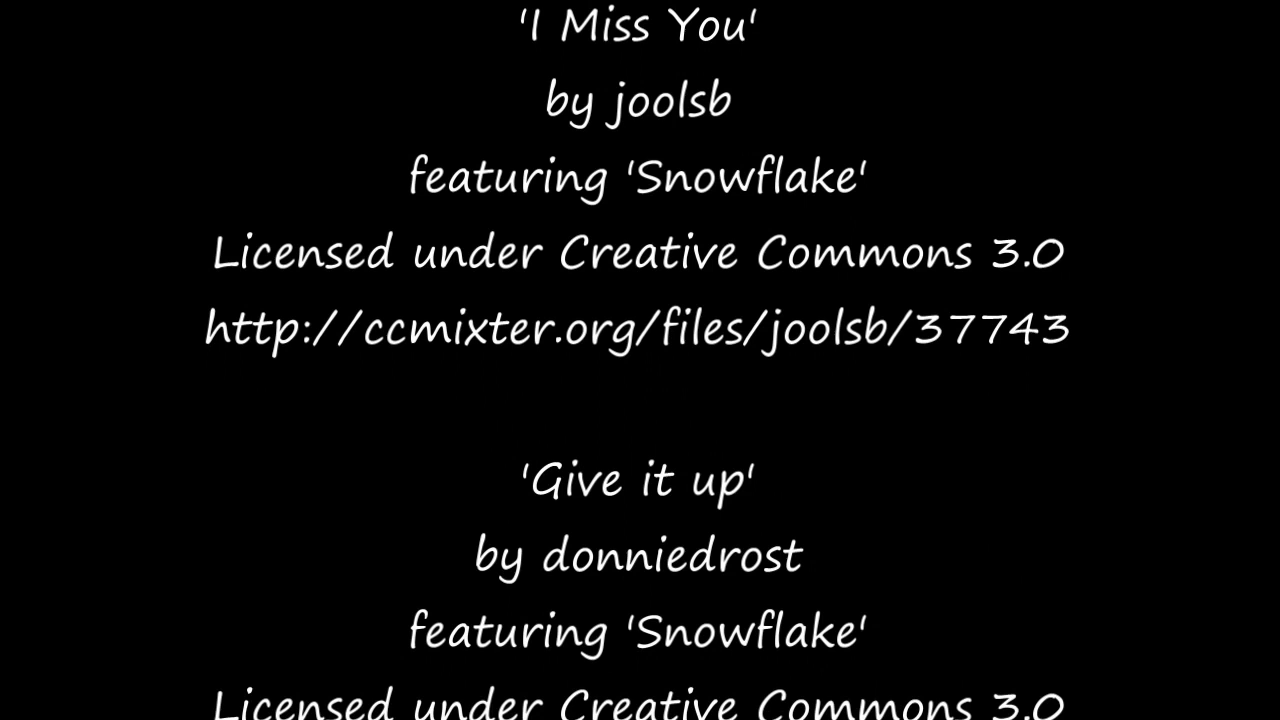 'I Miss You'
by joolsb
featuring 'Snowflake'
Licensed under Creative Commons 3.0
http://ccmixter.org/files/joolsb/37743
'Give it up'
by donniedrost
featuring 'Snowflake'
Licensed under Creative Commons 3.0